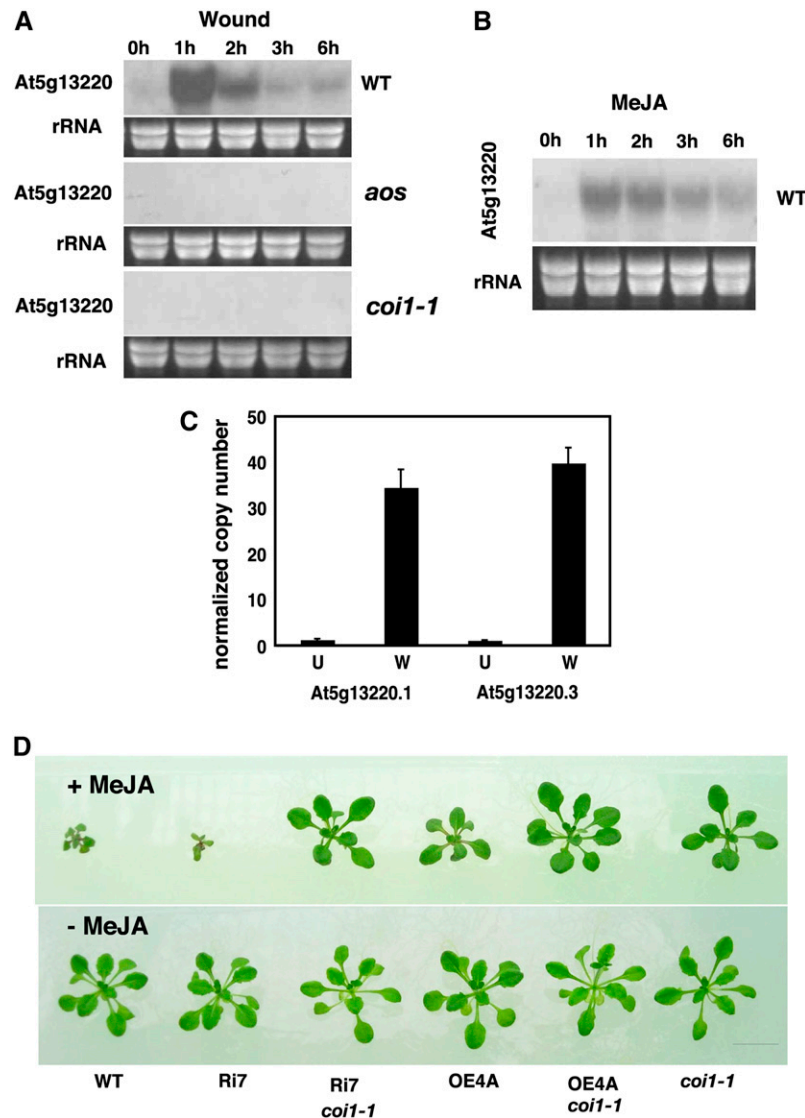 A
Wound
0h 1h 2h 3h 6h
At5g13220 WT
rRNA
At5g13220 aos
rRNA
At5g13220 coi1-1
rRNA
B
MeJA
0h 1h 2h 3h 6h
At5g13220 WT
rRNA
C
normalized copy number
50
40
30
20
10
0
U W U W
At5g13220.1 At5g13220.3
D
+ MeJA
- MeJA
WT Ri7 Ri7 OE4A OE4A coi1-1
coi1-1 coi1-1